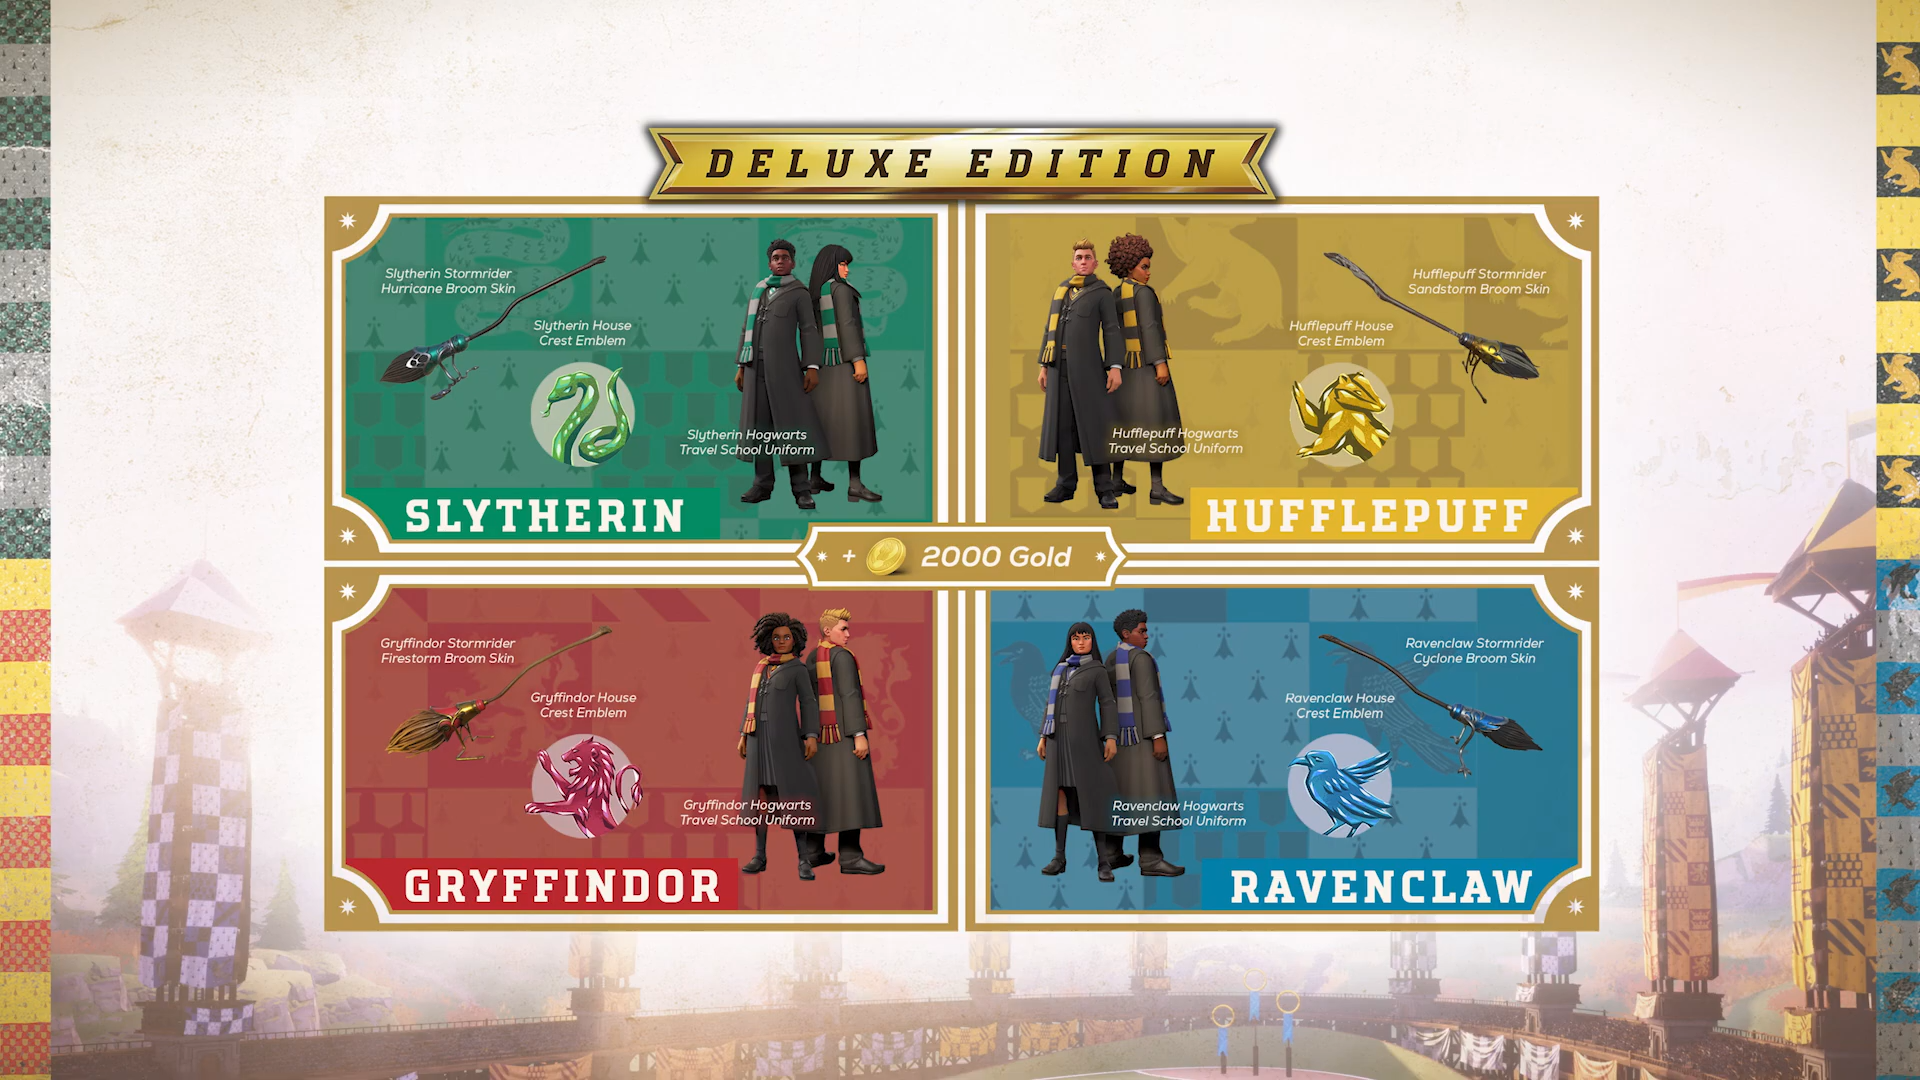 DELUXE EDITION
Slytherin Stormrider
Hurricane Broom Skin
Slytherin House
Crest Emblem
Slytherin Hogwarts
Travel School Uniform
SLYTHERIN
Hufflepuff Stormrider
Sandstorm Broom Skin
Hufflepuff House
Crest Emblem
Hufflepuff Hogwarts
Travel School Uniform
HUFFLEPUFF
+ 2000 Gold
Gryffindor Stormrider
Firestorm Broom Skin
Gryffindor House
Crest Emblem
Gryffindor Hogwarts
Travel School Uniform
GRYFFINDOR
Ravenclaw Stormrider
Cyclone Broom Skin
Ravenclaw House
Crest Emblem
Ravenclaw Hogwarts
Travel School Uniform
RAVENCLAW